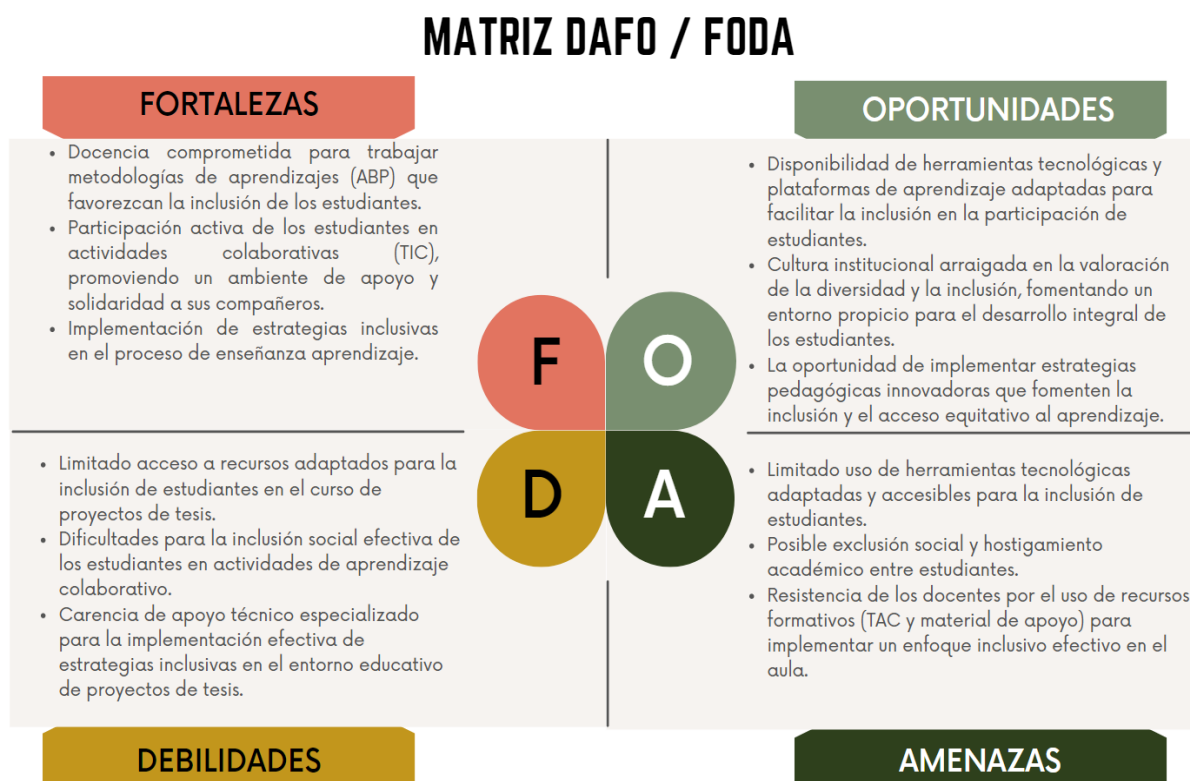 MATRIZ DAFO / FODA
FORTALEZAS
• Docencia comprometida para trabajar
metodologías de aprendizajes (ABP) que
favorezcan la inclusión de los estudiantes.
• Participación activa de los estudiantes en
actividades colaborativas (TIC),
promoviendo un ambiente de apoyo y
solidaridad a sus compañeros.
• Implementación de estrategias inclusivas
en el proceso de enseñanza aprendizaje.
OPORTUNIDADES
• Disponibilidad de herramientas tecnológicas y
plataformas de aprendizaje adaptadas para
facilitar la inclusión en la participación de
estudiantes.
• Cultura institucional arraigada en la valoración
de la diversidad y la inclusión, fomentando un
entorno propicio para el desarrollo integral de
los estudiantes.
• La oportunidad de implementar estrategias
pedagógicas innovadoras que fomenten la
inclusión y el acceso equitativo al aprendizaje.
F
O
D
A
• Limitado acceso a recursos adaptados para la
inclusión de estudiantes en el curso de
proyectos de tesis.
• Dificultades para la inclusión social efectiva de
los estudiantes en actividades de aprendizaje
colaborativo.
• Carencia de apoyo técnico especializado
para la implementación efectiva de
estrategias inclusivas en el entorno educativo
de proyectos de tesis.
DEBILIDADES
• Limitado uso de herramientas tecnológicas
adaptadas y accesibles para la inclusión de
estudiantes.
• Posible exclusión social y hostigamiento
académico entre estudiantes.
• Resistencia de los docentes por el uso de recursos
formativos (TAC y material de apoyo) para
implementar un enfoque inclusivo efectivo en el
aula.
AMENAZAS